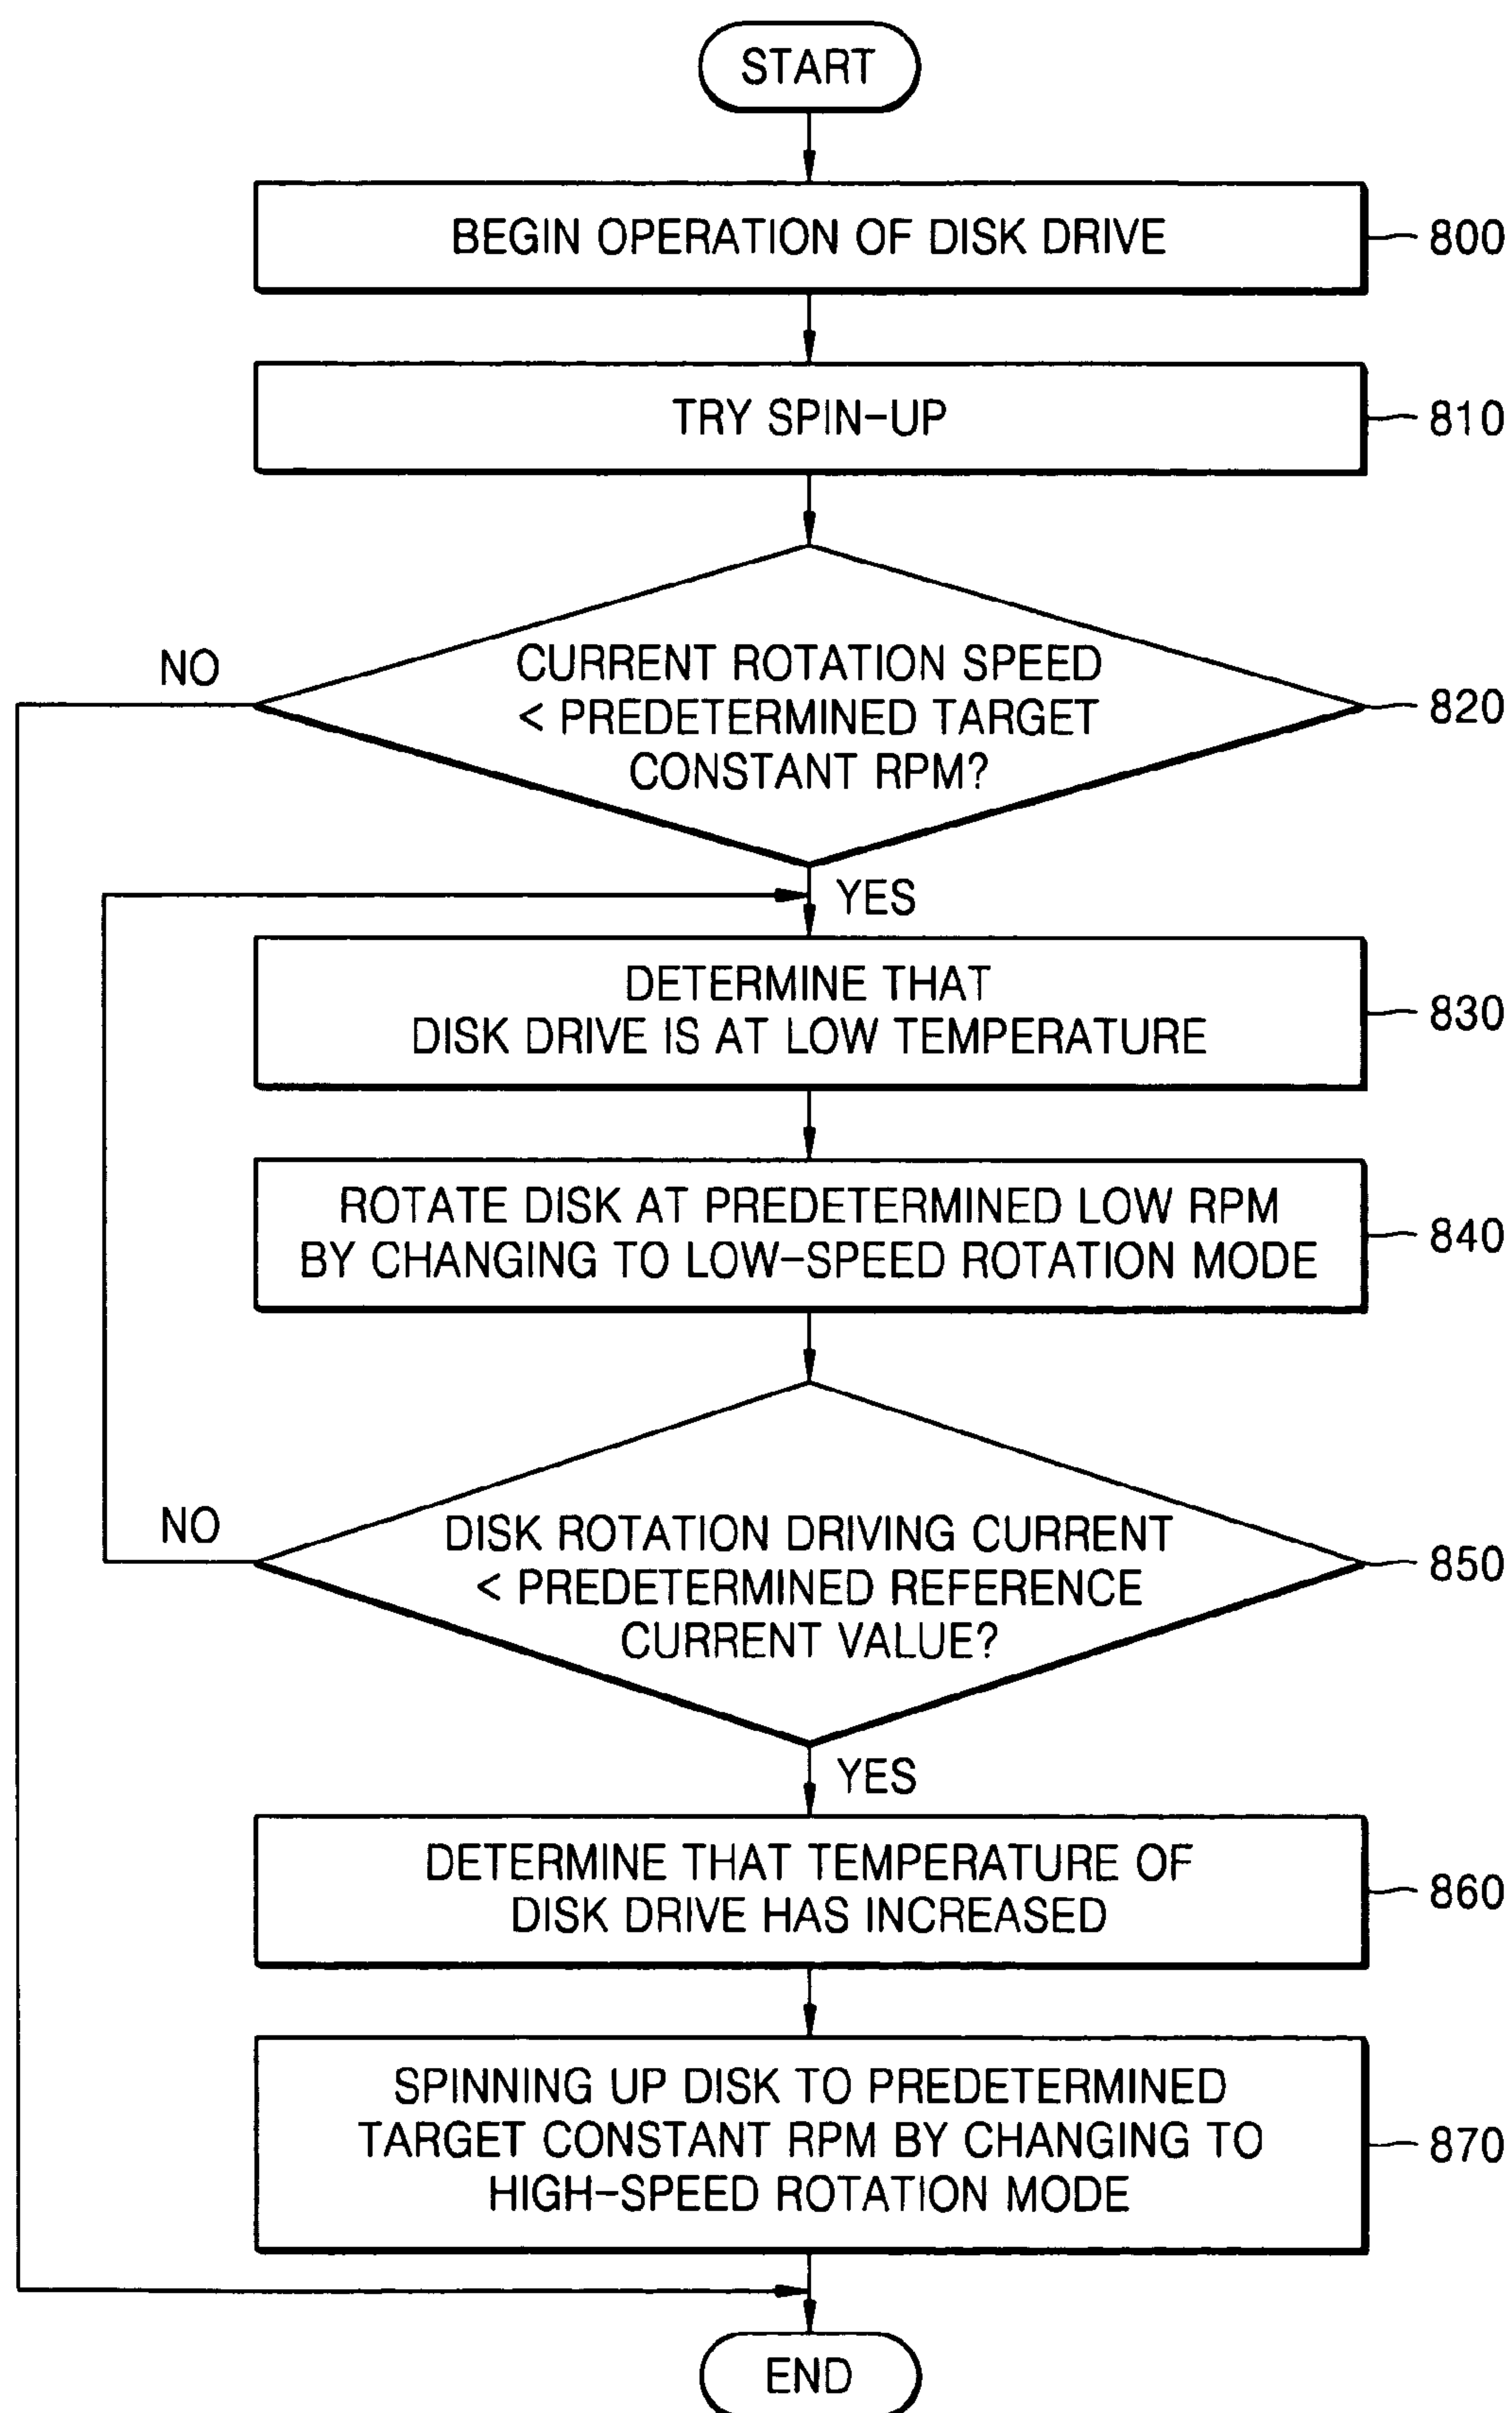 START
BEGIN OPERATION OF DISK DRIVE
800
TRY SPIN-UP
810
NO
CURRENT ROTATION SPEED
< PREDETERMINED TARGET
CONSTANT RPM?
820
YES
DETERMINE THAT
DISK DRIVE IS AT LOW TEMPERATURE
830
ROTATE DISK AT PREDETERMINED LOW RPM
BY CHANGING TO LOW-SPEED ROTATION MODE
840
NO
DISK ROTATION DRIVING CURRENT
< PREDETERMINED REFERENCE
CURRENT VALUE?
850
YES
DETERMINE THAT TEMPERATURE OF
DISK DRIVE HAS INCREASED
860
SPINNING UP DISK TO PREDETERMINED
TARGET CONSTANT RPM BY CHANGING TO
HIGH-SPEED ROTATION MODE
870
END